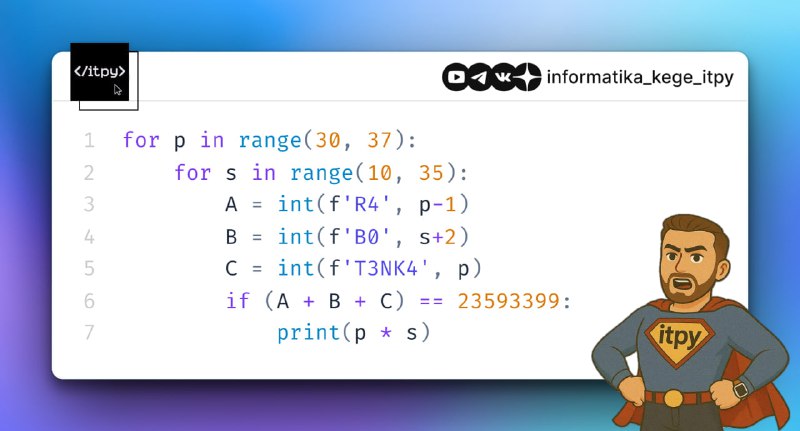 </itpy>
informatika_kege_itpy
1 for p in range(30, 37):
2     for s in range(10, 35):
3         A = int(f'R4', p-1)
4         B = int(f'B0', s+2)
5         C = int(f'T3NK4', p)
6         if (A + B + C) == 23593399:
7             print(p * s)
itpy